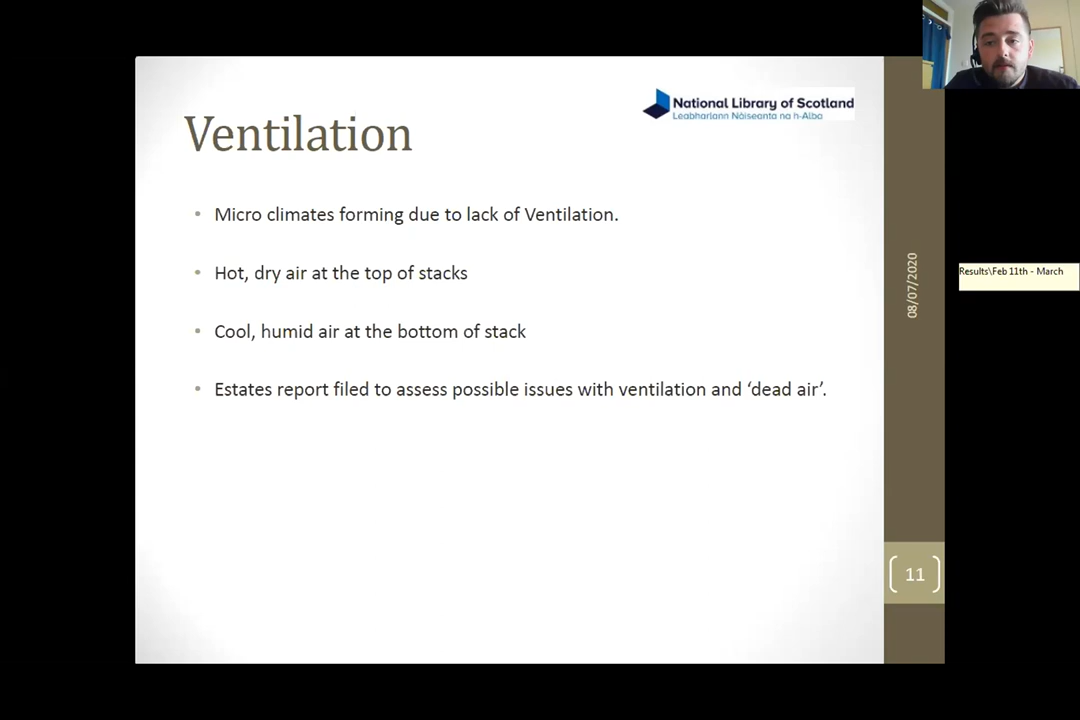 National Library of Scotland
Leabharlann Nàiseanta na h-Alba
Ventilation
• Micro climates forming due to lack of Ventilation.
• Hot, dry air at the top of stacks
• Cool, humid air at the bottom of stack
• Estates report filed to assess possible issues with ventilation and ‘dead air’.
08/07/2020
11
Results\Feb 11th - March